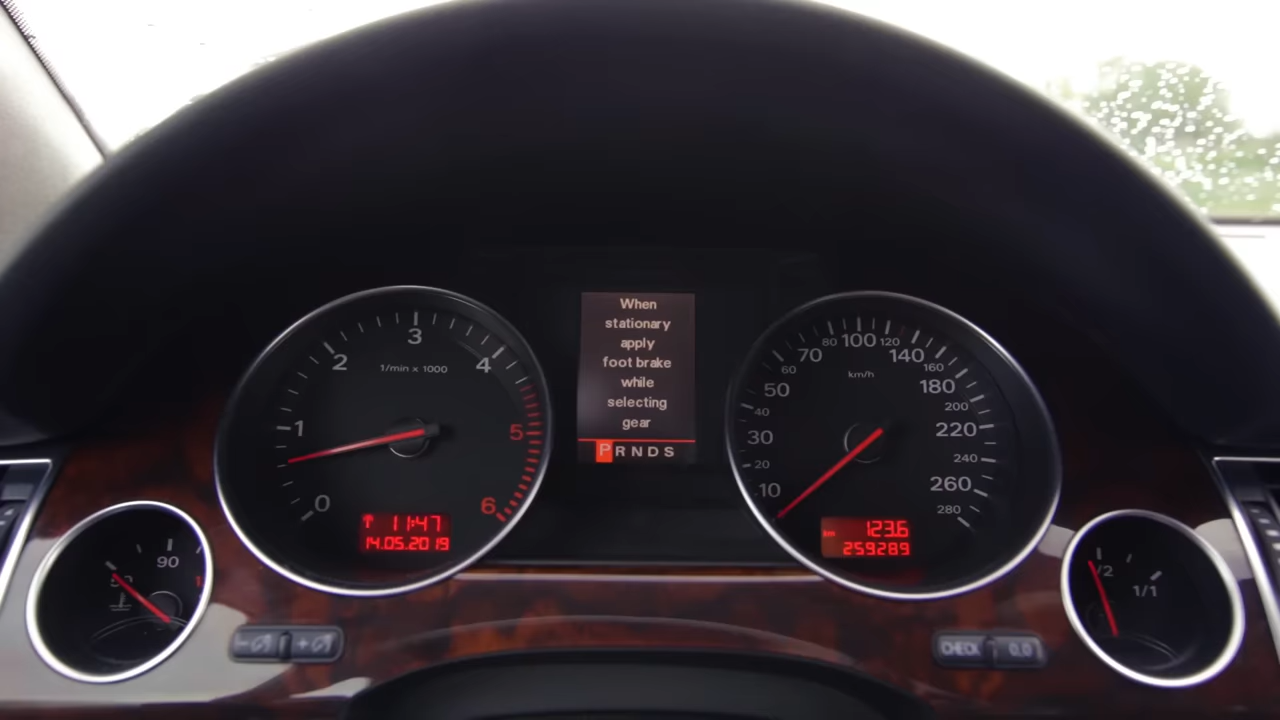 When
stationary
apply
foot brake
while
selecting
gear
PRNDS
0
1
2
3
4
5
6
1/min x 1000
11:47
14.05.2019
10
20
30
40
50
60
70
80
100
120
140
160
180
200
220
240
260
280
km/h
km
123.6
259289
90
1/2
1/1
- +
CHECK 0.0